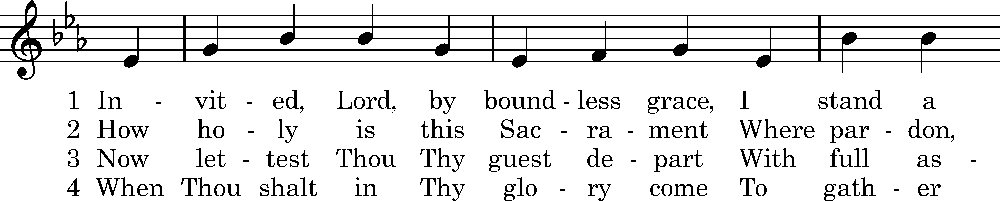 1 In - vit - ed, Lord, by bound - less grace, I stand a
2 How ho - ly is this Sac - ra - ment Where par - don,
3 Now let - test Thou Thy guest de - part With full as -
4 When Thou shalt in Thy glo - ry come To gath - er